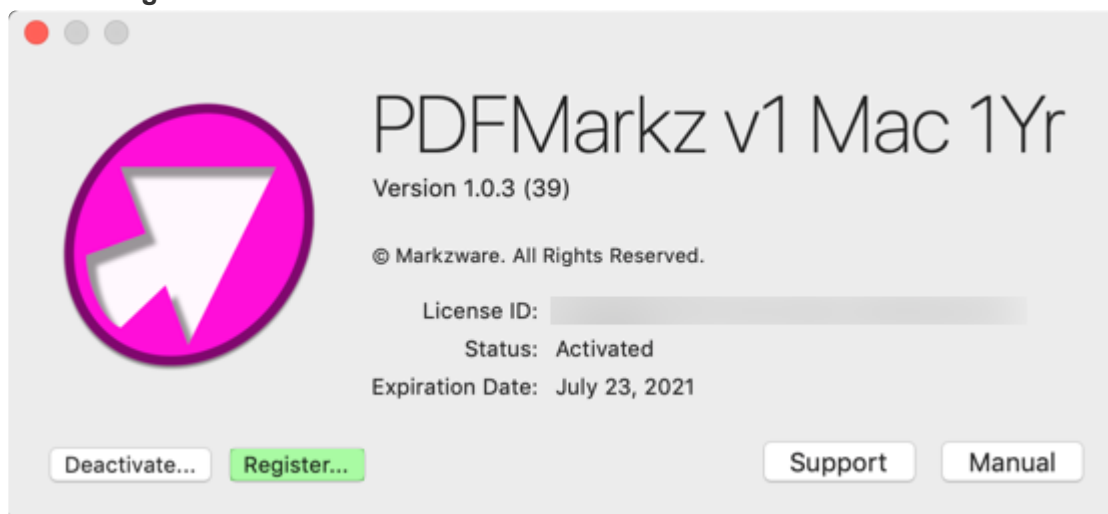 PDFMarkz v1 Mac 1Yr
Version 1.0.3 (39)
© Markzware. All Rights Reserved.
License ID:
Status: Activated
Expiration Date: July 23, 2021
Deactivate... Register... Support Manual